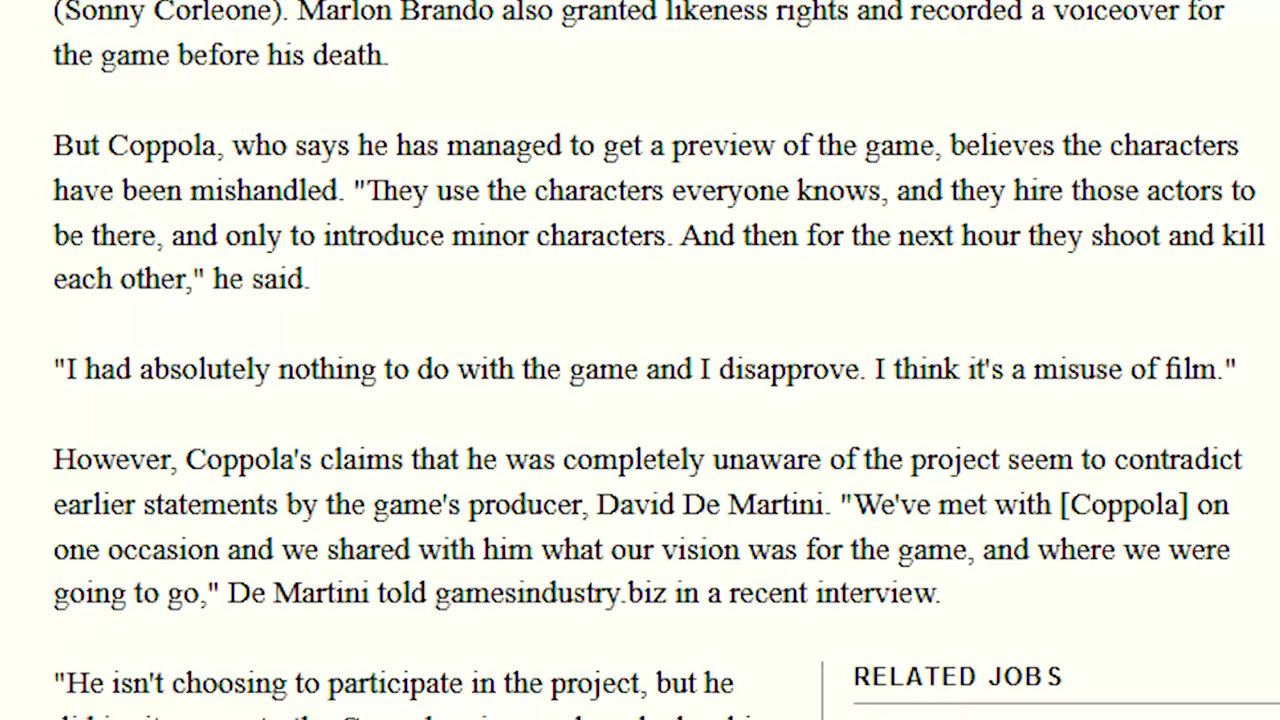 (Sonny Corleone). Marlon Brando also granted likeness rights and recorded a voiceover for
the game before his death.
But Coppola, who says he has managed to get a preview of the game, believes the characters
have been mishandled. "They use the characters everyone knows, and they hire those actors to
be there, and only to introduce minor characters. And then for the next hour they shoot and kill
each other," he said.
"I had absolutely nothing to do with the game and I disapprove. I think it's a misuse of film."
However, Coppola's claims that he was completely unaware of the project seem to contradict
earlier statements by the game's producer, David De Martini. "We've met with [Coppola] on
one occasion and we shared with him what our vision was for the game, and where we were
going to go," De Martini told gamesindustry.biz in a recent interview.
"He isn't choosing to participate in the project, but he
RELATED JOBS